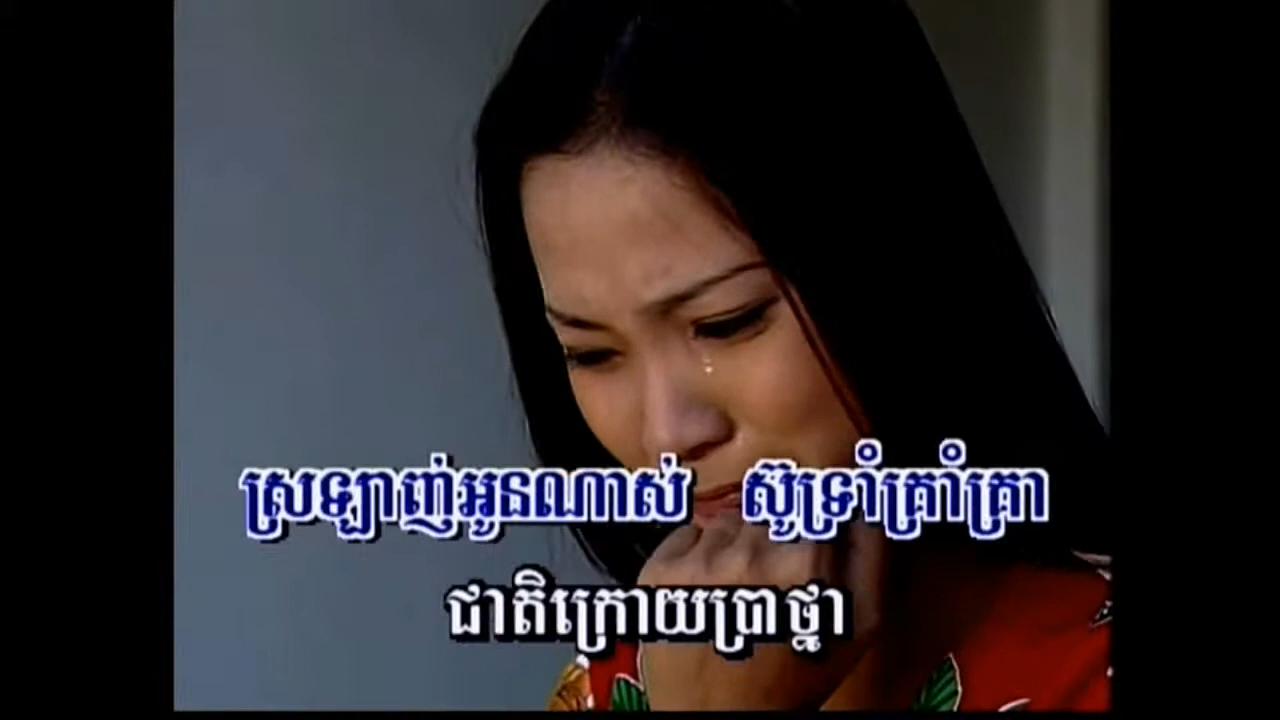 ស្រឡាញ់អូនណាស់ ស៊ូទ្រាំគ្រាំគ្រា
ជាតិក្រោយប្រាថ្នា